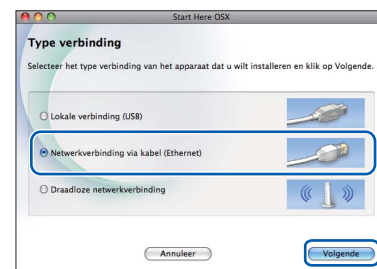 Start Here OSX
Type verbinding
Selecteer het type verbinding van het apparaat dat u wilt installeren en klik op Volgende.
Lokale verbinding (USB)
Netwerkverbinding via kabel (Ethernet)
Draadloze netwerkverbinding
Annuleer
Volgende